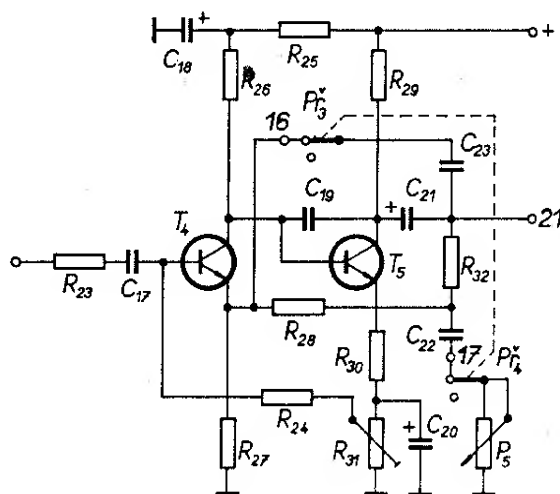 +
C18
+
R25
R26
R29
Př3
16
C23
C19
+
C21
21
T4
T5
R23
C17
R32
R28
C22
17
Př4
R30
R24
+
C20
R27
R31
P5